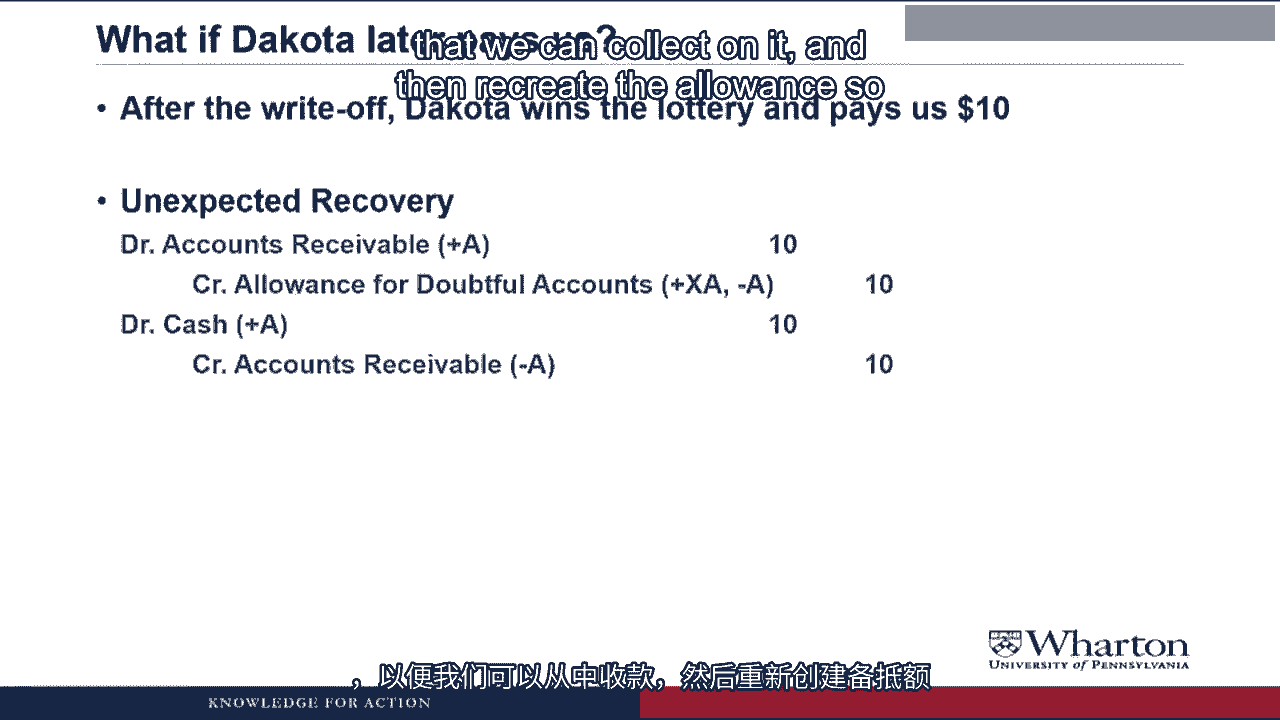 What if Dakota later pays us?
that we can collect on it, and
then recreate the allowance so
• After the write-off, Dakota wins the lottery and pays us $10
• Unexpected Recovery
Dr. Accounts Receivable (+A) 10
Cr. Allowance for Doubtful Accounts (+XA, -A) 10
Dr. Cash (+A) 10
Cr. Accounts Receivable (-A) 10
Wharton
UNIVERSITY of PENNSYLVANIA
，以便我们可以从中收款，然后重新创建备抵额
KNOWLEDGE FOR ACTION